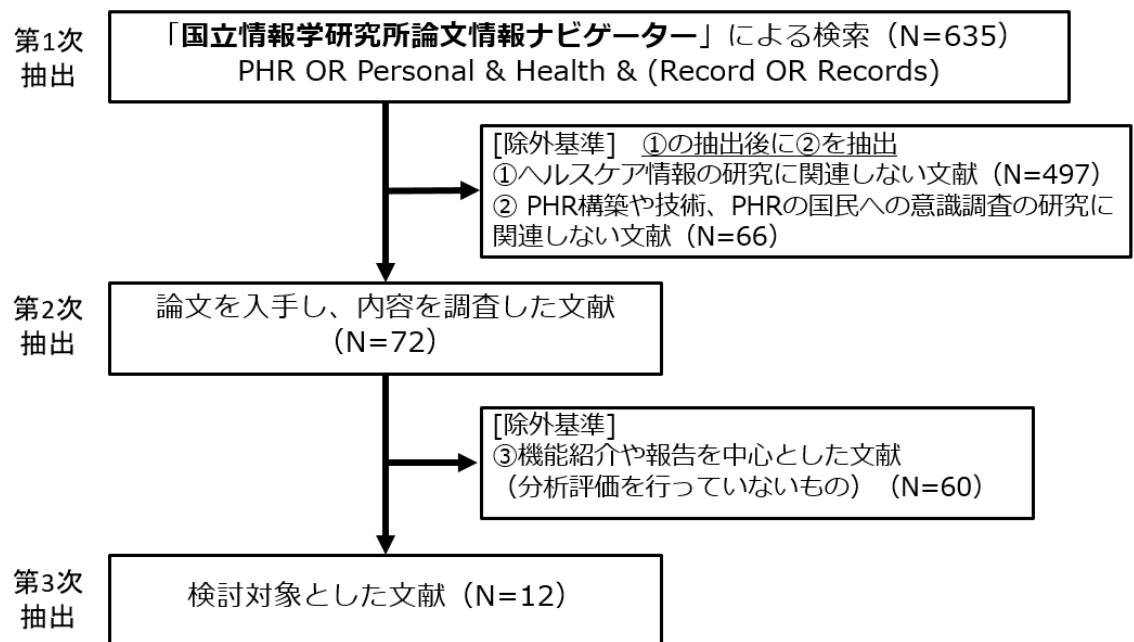 第1次
抽出
「国立情報学研究所論文情報ナビゲーター」による検索（N=635）
PHR OR Personal & Health & (Record OR Records)
[除外基準]　①の抽出後に②を抽出
①ヘルスケア情報の研究に関連しない文献（N=497）
② PHR構築や技術、PHRの国民への意識調査の研究に
関連しない文献（N=66）
第2次
抽出
論文を入手し、内容を調査した文献
（N=72）
[除外基準]
③機能紹介や報告を中心とした文献
（分析評価を行っていないもの）（N=60）
第3次
抽出
検討対象とした文献（N=12）